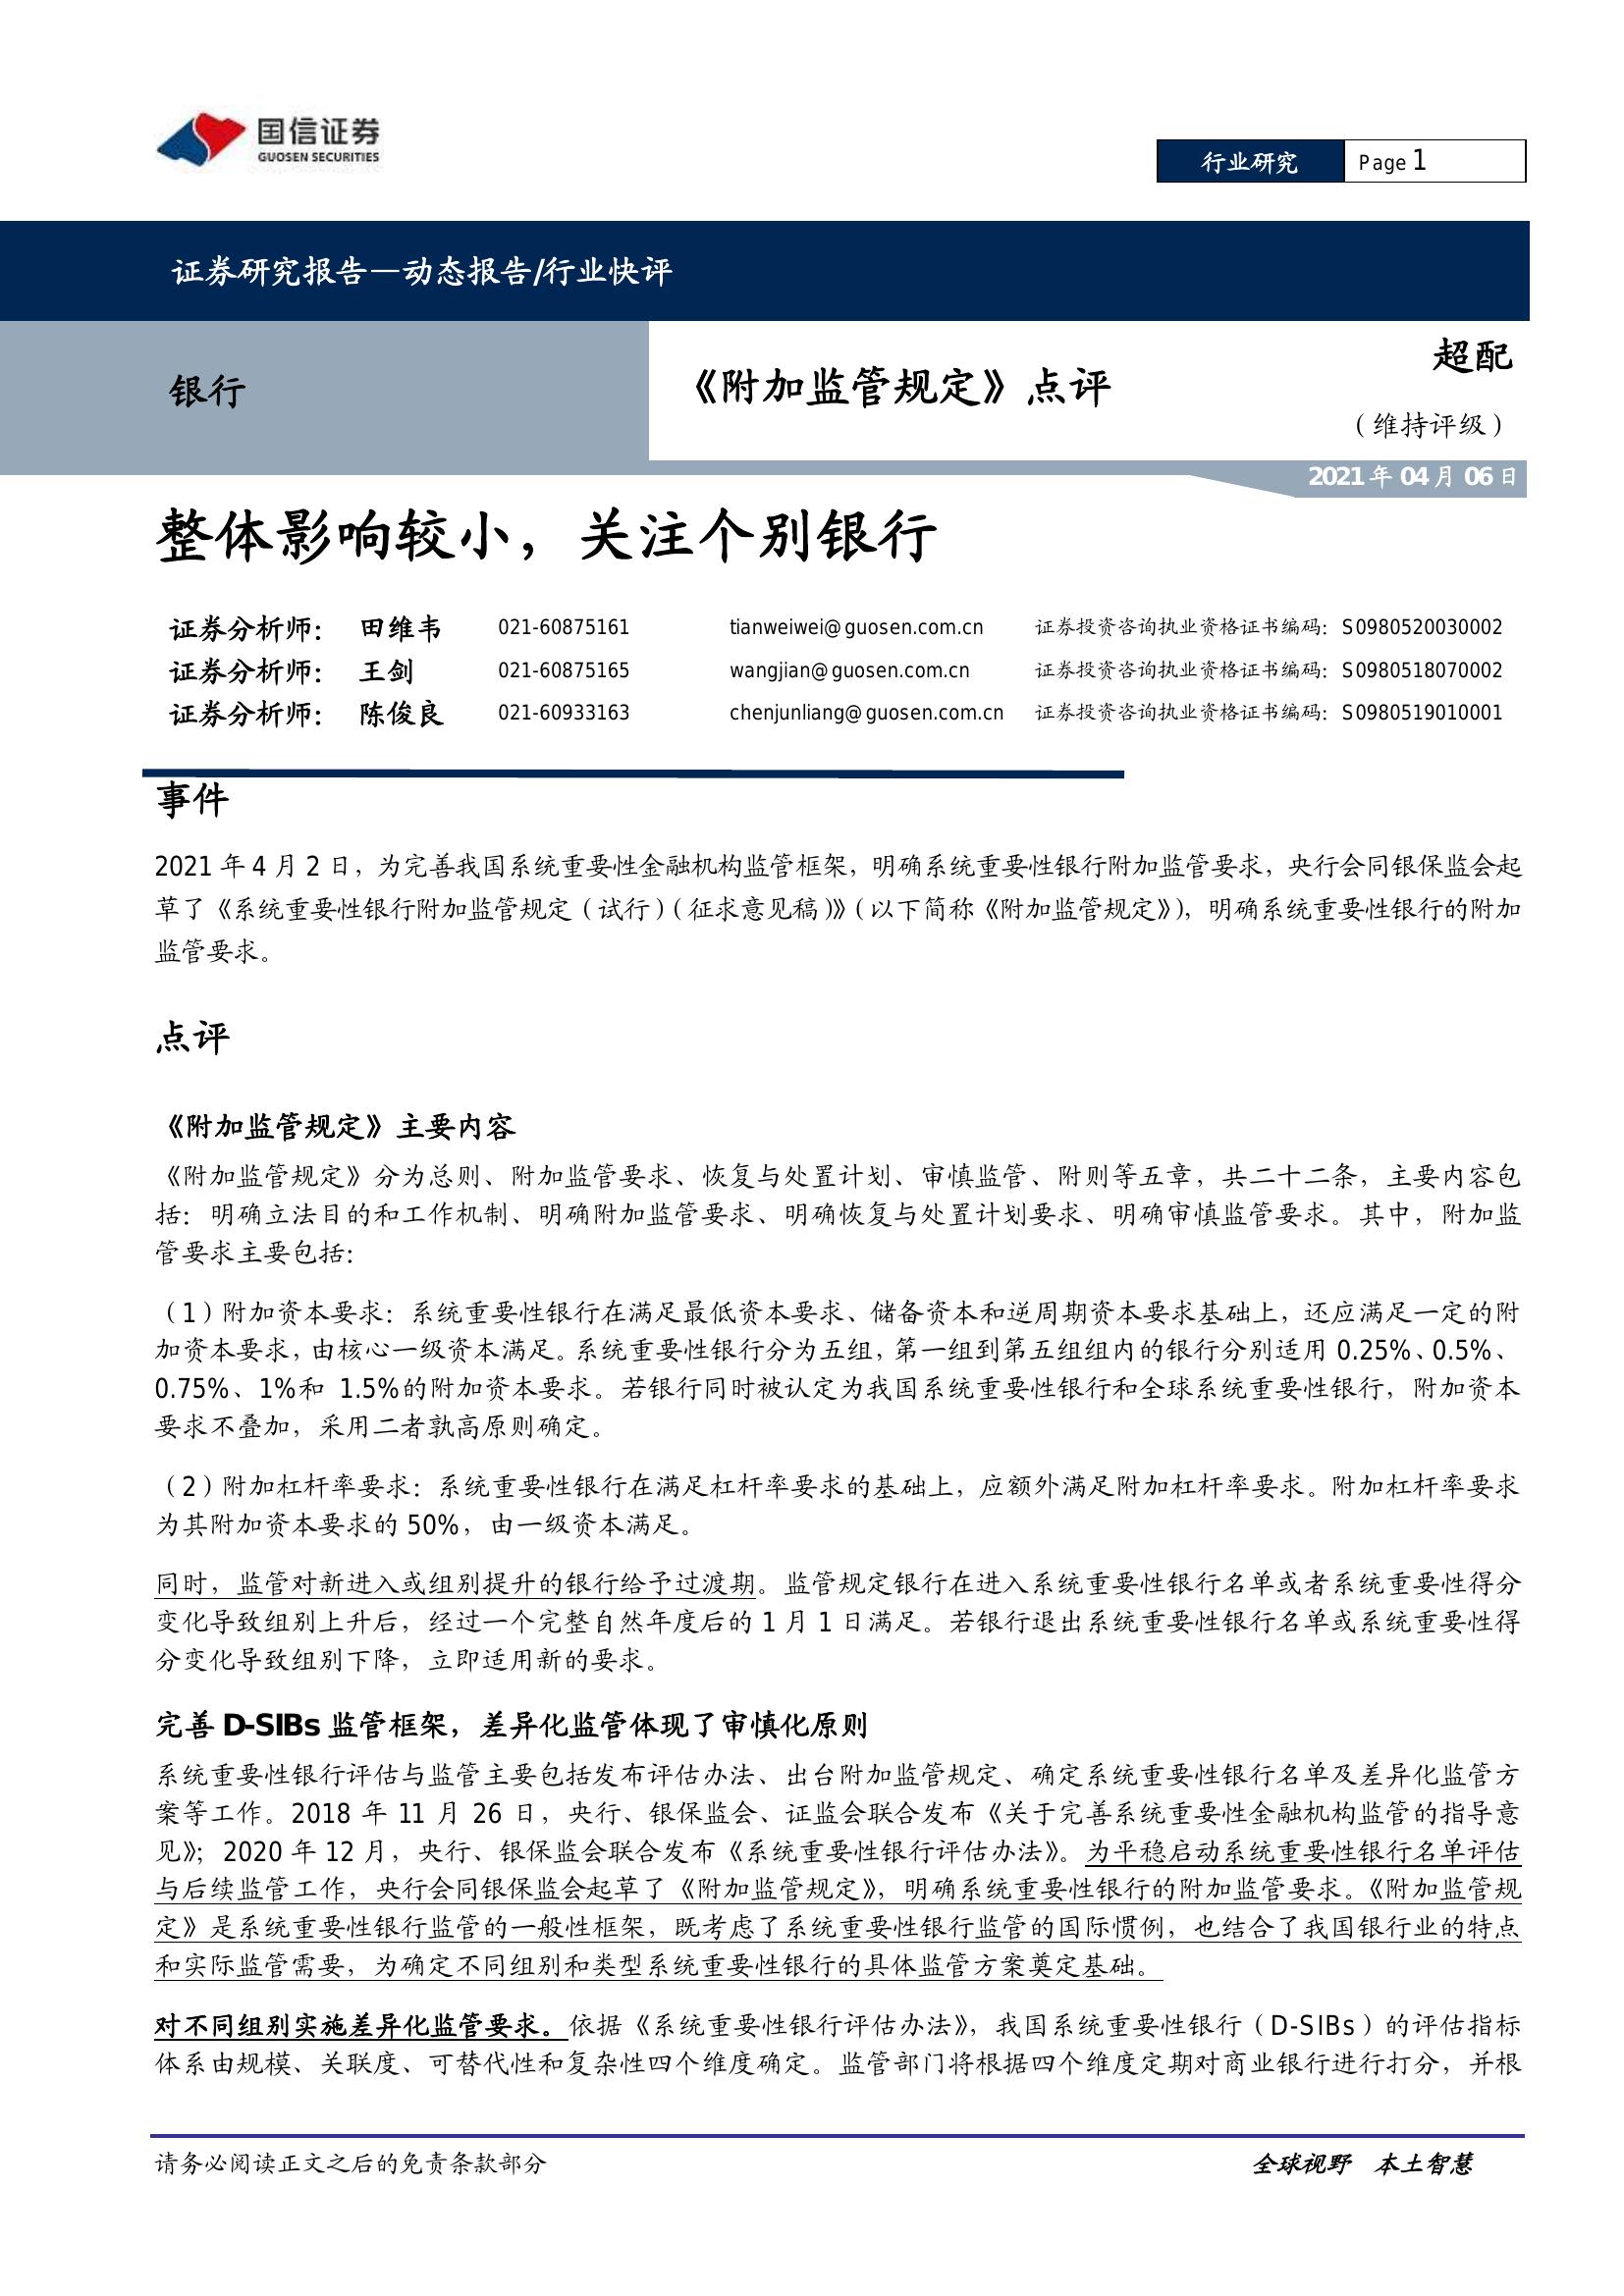 国信证券
GUOSEN SECURITIES
行业研究 Page 1
证券研究报告—动态报告/行业快评
银行
《附加监管规定》点评
超配
（维持评级）
2021 年 04 月 06 日
整体影响较小，关注个别银行
证券分析师： 田维韦 021-60875161 tianweiwei@guosen.com.cn 证券投资咨询执业资格证书编码：S0980520030002
证券分析师： 王剑 021-60875165 wangjian@guosen.com.cn 证券投资咨询执业资格证书编码：S0980518070002
证券分析师： 陈俊良 021-60933163 chenjunliang@guosen.com.cn 证券投资咨询执业资格证书编码：S0980519010001
事件
2021 年 4 月 2 日，为完善我国系统重要性金融机构监管框架，明确系统重要性银行附加监管要求，央行会同银保监会起
草了《系统重要性银行附加监管规定（试行）（征求意见稿）》（以下简称《附加监管规定》），明确系统重要性银行的附加
监管要求。
点评
《附加监管规定》主要内容
《附加监管规定》分为总则、附加监管要求、恢复与处置计划、审慎监管、附则等五章，共二十二条，主要内容包
括：明确立法目的和工作机制、明确附加监管要求、明确恢复与处置计划要求、明确审慎监管要求。其中，附加监
管要求主要包括：
（1）附加资本要求：系统重要性银行在满足最低资本要求、储备资本和逆周期资本要求基础上，还应满足一定的附
加资本要求，由核心一级资本满足。系统重要性银行分为五组，第一组到第五组组内的银行分别适用 0.25%、0.5%、
0.75%、1%和 1.5%的附加资本要求。若银行同时被认定为我国系统重要性银行和全球系统重要性银行，附加资本
要求不叠加，采用二者孰高原则确定。
（2）附加杠杆率要求：系统重要性银行在满足杠杆率要求的基础上，应额外满足附加杠杆率要求。附加杠杆率要求
为其附加资本要求的 50%，由一级资本满足。
同时，监管对新进入或组别提升的银行给予过渡期。监管规定银行在进入系统重要性银行名单或者系统重要性得分
变化导致组别上升后，经过一个完整自然年度后的 1 月 1 日满足。若银行退出系统重要性银行名单或系统重要性得
分变化导致组别下降，立即适用新的要求。
完善 D-SIBs 监管框架，差异化监管体现了审慎化原则
系统重要性银行评估与监管主要包括发布评估办法、出台附加监管规定、确定系统重要性银行名单及差异化监管方
案等工作。2018 年 11 月 26 日，央行、银保监会、证监会联合发布《关于完善系统重要性金融机构监管的指导意
见》；2020 年 12 月，央行、银保监会联合发布《系统重要性银行评估办法》。为平稳启动系统重要性银行名单评估
与后续监管工作，央行会同银保监会起草了《附加监管规定》，明确系统重要性银行的附加监管要求。《附加监管规
定》是系统重要性银行监管的一般性框架，既考虑了系统重要性银行监管的国际惯例，也结合了我国银行业的特点
和实际监管需要，为确定不同组别和类型系统重要性银行的具体监管方案奠定基础。
对不同组别实施差异化监管要求。依据《系统重要性银行评估办法》，我国系统重要性银行（D-SIBs）的评估指标
体系由规模、关联度、可替代性和复杂性四个维度确定。监管部门将根据四个维度定期对商业银行进行打分，并根
请务必阅读正文之后的免责条款部分 全球视野 本土智慧